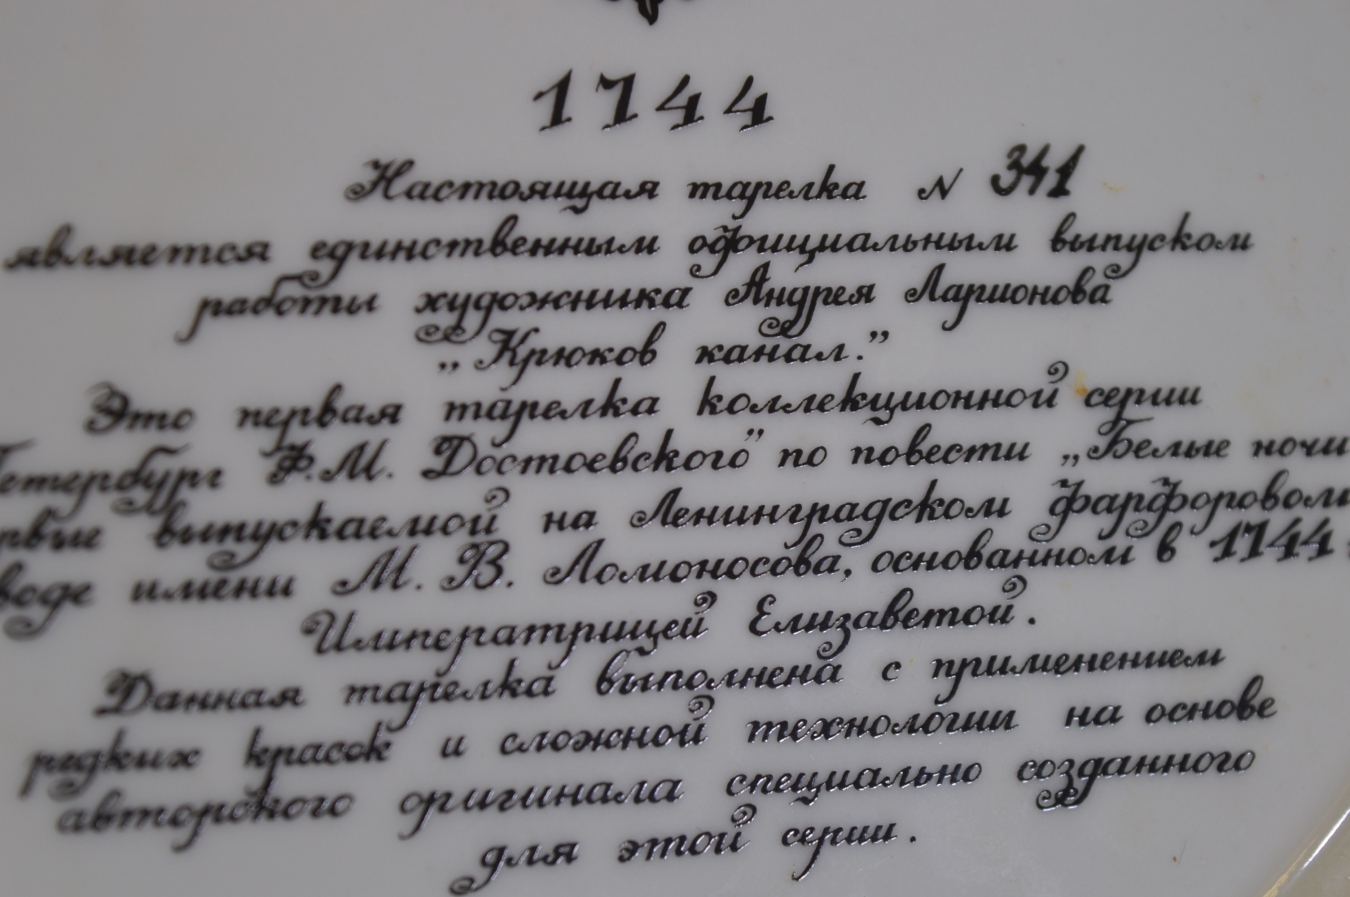 1744
Настоящая тарелка N 341
является единственным официальным выпуском
работы художника Андрея Ларионова
„Крюков канал.”
Это первая тарелка коллекционной серии
Петербург Ф.М. Достоевского” по повести „Белые ночи
рвые выпускаемой на Ленинградском фарфоровом
воде имени М. В. Ломоносова, основанном в 1744
Императрицей Елизаветой.
Данная тарелка выполнена с применением
редких красок и сложной технологии на основе
авторского оригинала специально созданного
для этой серии.